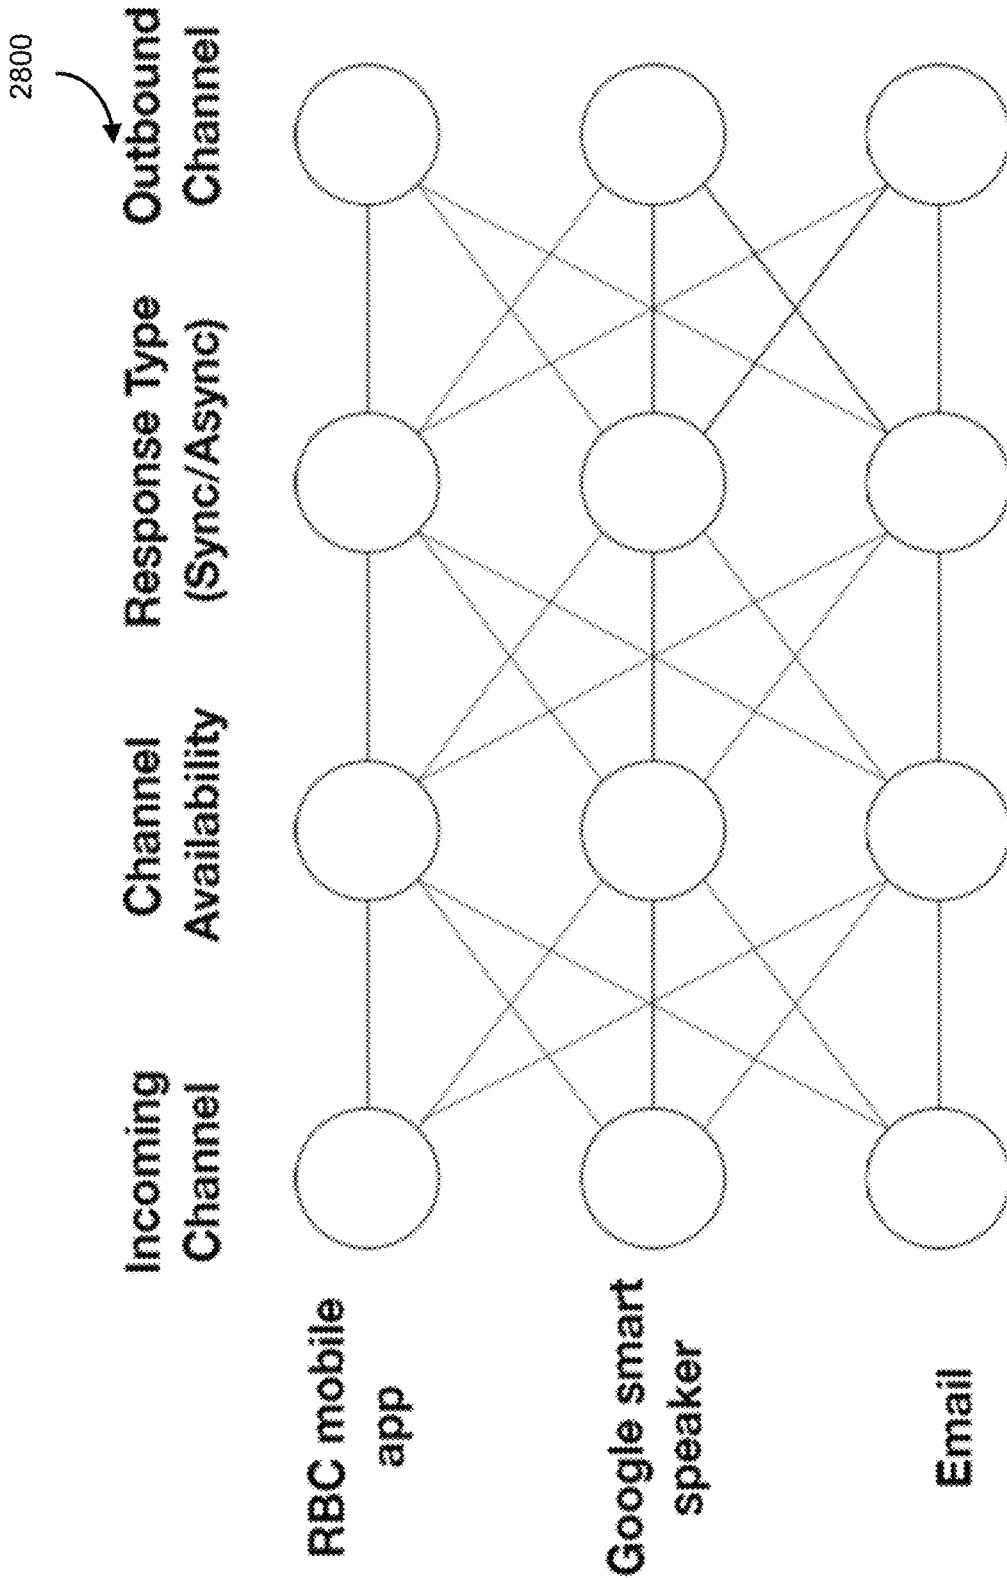 2800
Incoming
Channel
Channel
Availability
Response Type
(Sync/Async)
Outbound
Channel
RBC mobile
app
Google smart
speaker
Email